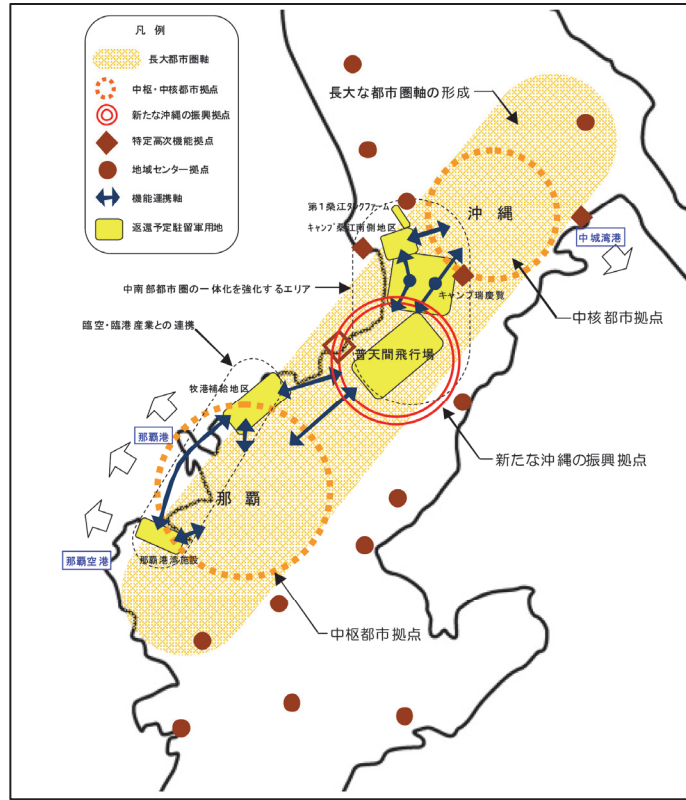 凡 例
長大都市圏軸
中枢・中核都市拠点
新たな沖縄の振興拠点
特定高次機能拠点
地域センター拠点
機能連携軸
返還予定駐留軍用地
長大な都市圏軸の形成
第1桑江タンクファーム
沖 縄
キャンプ桑江南側地区
中城湾港
中南部都市圏の一体化を強化するエリア
キャンプ瑞慶覧
中核都市拠点
臨空・臨港産業との連携
普天間飛行場
牧港補給地区
那覇港
新たな沖縄の振興拠点
那 覇
那覇空港
那覇港湾施設
中枢都市拠点